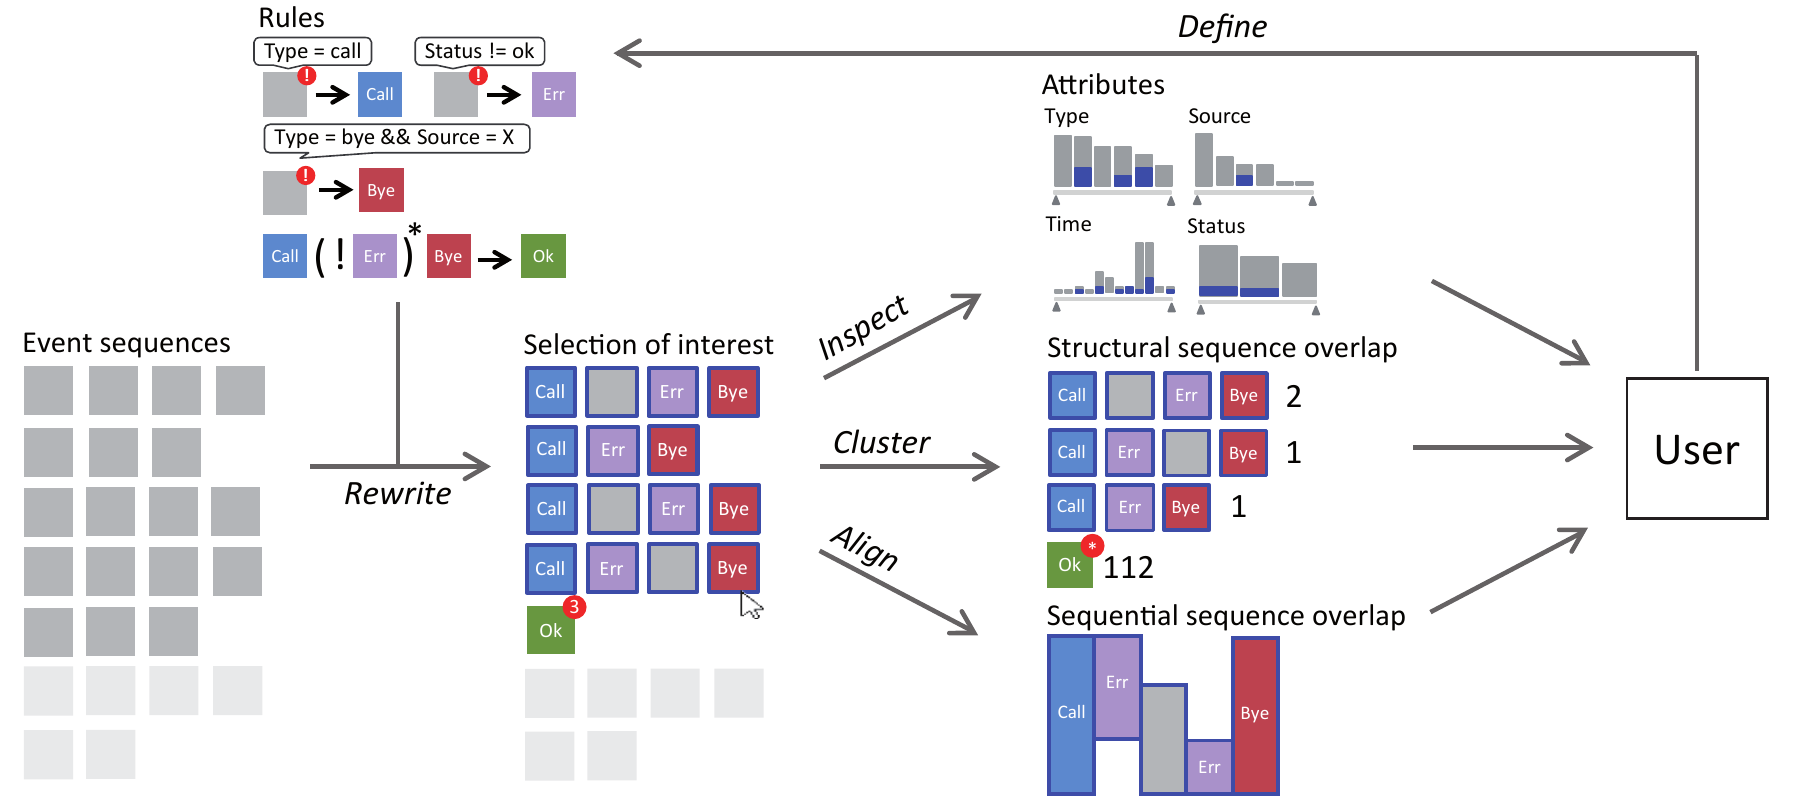 Rules
Define
Type = call
Status != ok
! Call
! Err
Type = bye && Source = X
! Bye
Call ( ! Err )* Bye Ok
Attributes
Type
Source
Time
Status
Event sequences
Rewrite
Selection of interest
Call Err Bye
Call Err Bye
Call Err Bye
Call Err Bye
Ok 3
Inspect
Cluster
Align
Structural sequence overlap
Call Err Bye 2
Call Err Bye 1
Call Err Bye 1
Ok * 112
Sequential sequence overlap
Call Err Err Bye
User